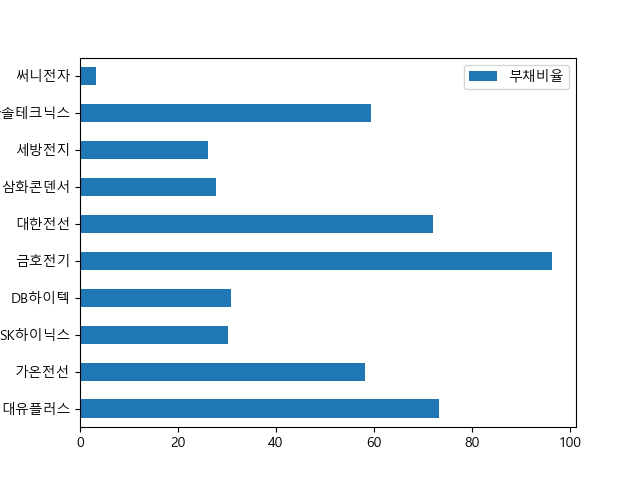 부채비율
써니전자
솔테크닉스
세방전지
삼화콘덴서
대한전선
금호전기
DB하이텍
SK하이닉스
가온전선
대유플러스
0 20 40 60 80 100